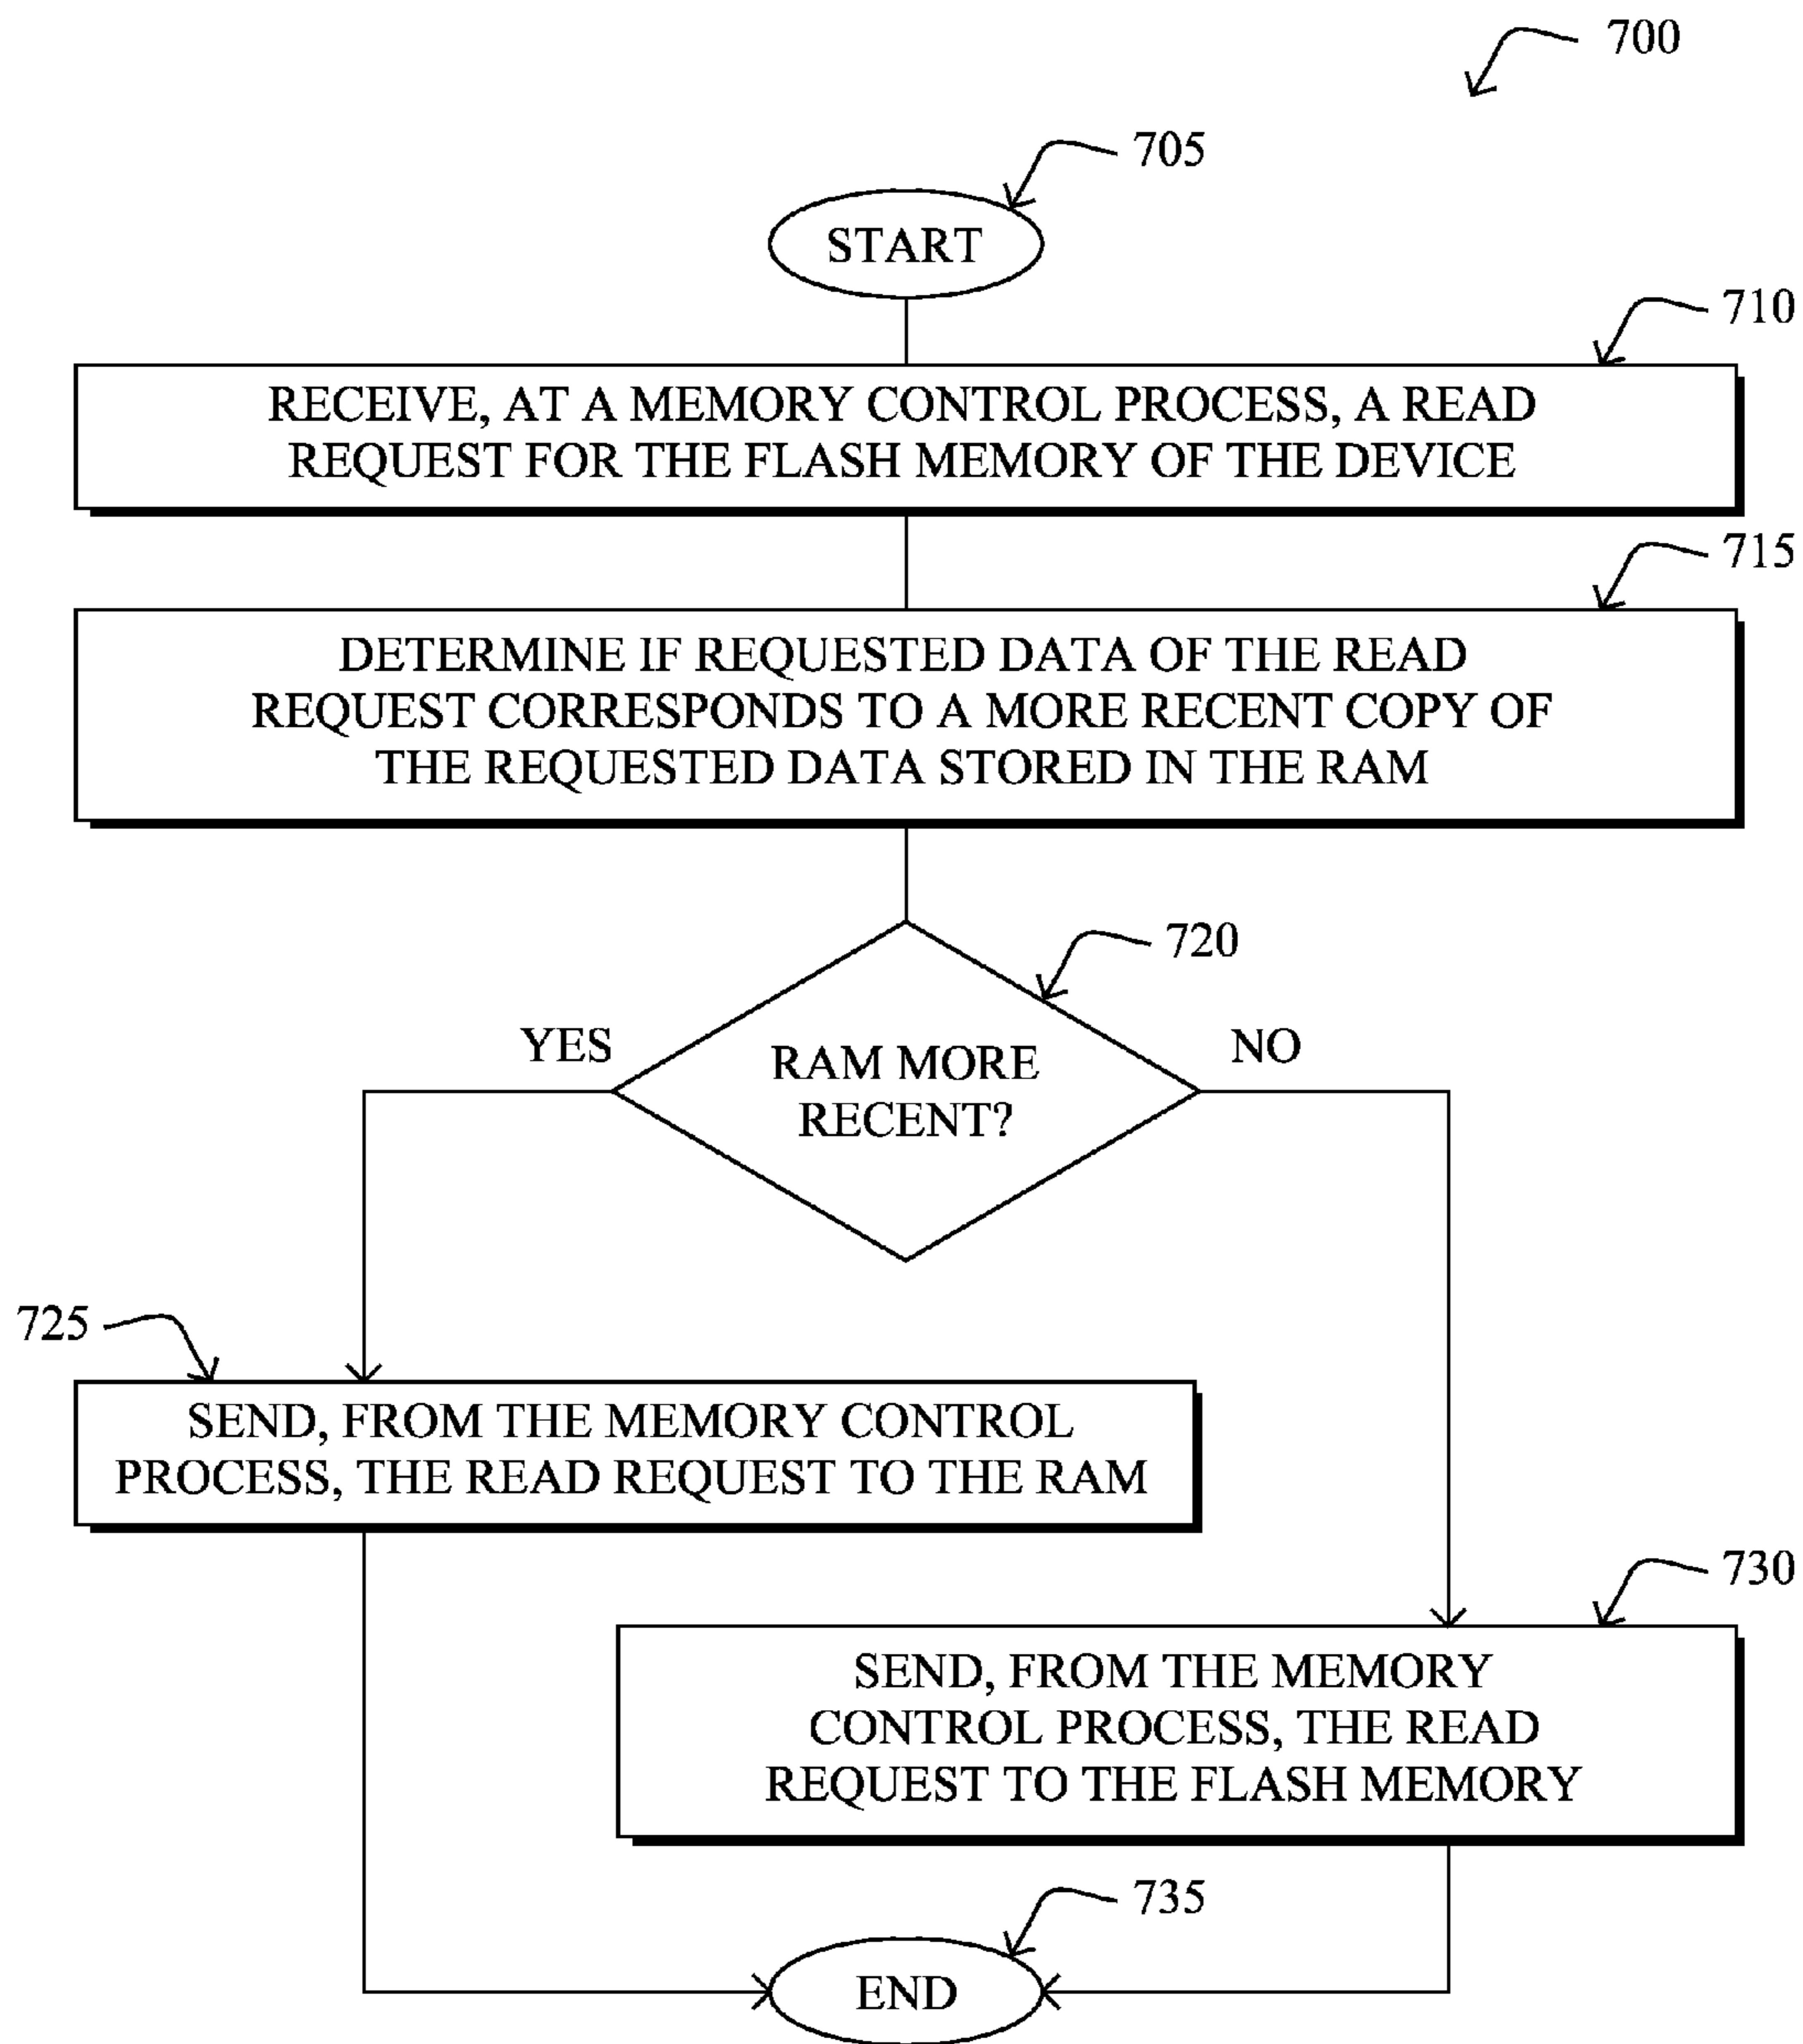 700
705
START
710
RECEIVE, AT A MEMORY CONTROL PROCESS, A READ
REQUEST FOR THE FLASH MEMORY OF THE DEVICE
715
DETERMINE IF REQUESTED DATA OF THE READ
REQUEST CORRESPONDS TO A MORE RECENT COPY OF
THE REQUESTED DATA STORED IN THE RAM
720
YES
NO
RAM MORE
RECENT?
725
SEND, FROM THE MEMORY CONTROL
PROCESS, THE READ REQUEST TO THE RAM
730
SEND, FROM THE MEMORY
CONTROL PROCESS, THE READ
REQUEST TO THE FLASH MEMORY
735
END